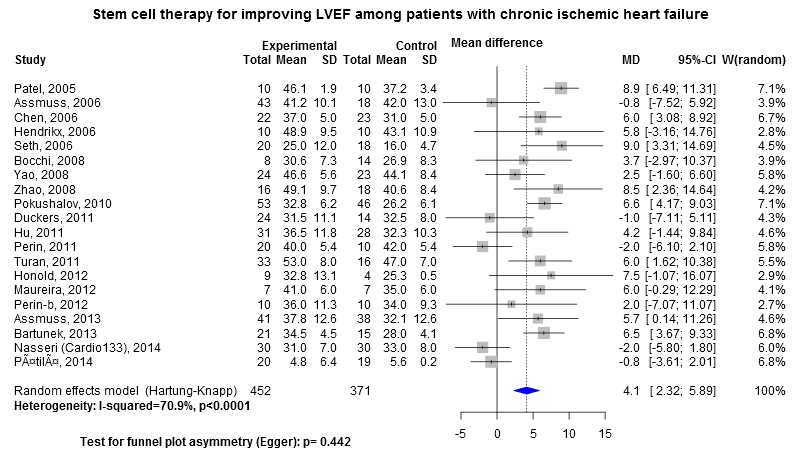 Stem cell therapy for improving LVEF among patients with chronic ischemic heart failure
Experimental Control Mean difference
Study Total Mean SD Total Mean SD MD 95%-CI W(random)
Patel, 2005 10 46.1 1.9 10 37.2 3.4 8.9 [ 6.49; 11.31] 7.1%
Assmuss, 2006 43 41.2 10.1 18 42.0 13.0 -0.8 [ -7.52; 5.92] 3.9%
Chen, 2006 22 37.0 5.0 23 31.0 5.0 6.0 [ 3.08; 8.92] 6.7%
Hendrikx, 2006 10 48.9 9.5 10 43.1 10.9 5.8 [ -3.16; 14.76] 2.7%
Seth, 2006 20 25.0 12.0 18 16.0 4.7 9.0 [ 3.31; 14.69] 4.6%
Bocchi, 2008 8 30.6 7.3 14 26.9 8.3 3.7 [ -2.97; 10.37] 3.9%
Yao, 2008 24 46.6 5.6 23 44.1 8.4 2.5 [ -1.60; 6.60] 5.8%
Zhao, 2008 16 49.1 9.7 18 40.6 8.4 8.5 [ 2.36; 14.64] 4.2%
Pokushalov, 2010 53 32.8 6.2 46 26.2 6.1 6.6 [ 4.17; 9.03] 7.1%
Duckers, 2011 24 31.5 11.1 14 32.5 8.0 -1.0 [ -7.11; 5.11] 4.3%
Hu, 2011 31 36.5 11.8 28 32.3 10.3 4.2 [ -1.44; 9.84] 4.6%
Perin, 2011 20 40.0 5.4 10 42.0 5.4 -2.0 [ -6.10; 2.10] 5.8%
Turan, 2011 33 53.0 8.0 16 47.0 7.0 6.0 [ 1.62; 10.38] 5.6%
Honold, 2012 9 32.8 13.1 4 25.3 0.5 7.5 [ -1.07; 16.07] 2.9%
Maureira, 2012 7 41.0 6.0 7 35.0 6.0 6.0 [ -0.29; 12.29] 4.2%
Perin-b, 2012 10 36.0 11.3 10 34.0 9.3 2.0 [ -7.07; 11.07] 2.7%
Assmuss, 2013 41 37.8 12.6 38 32.1 12.6 5.7 [ 0.14; 11.26] 4.7%
Bartunek, 2013 21 34.5 4.5 15 28.0 4.1 6.5 [ 3.67; 9.33] 6.8%
Nasseri (Cardio133), 2014 30 31.0 7.0 30 33.0 8.0 -2.0 [ -5.80; 1.80] 6.0%
PÃ¤tilÃ¤, 2014 20 4.8 6.4 19 5.6 0.2 -0.8 [ -3.61; 2.01] 6.8%
Random effects model (Hartung-Knapp) 452 371 4.1 [ 2.32; 5.89] 100%
Heterogeneity: I-squared=70.9%, p<0.0001
-5 0 5 10 15
Test for funnel plot asymmetry (Egger): p= 0.442